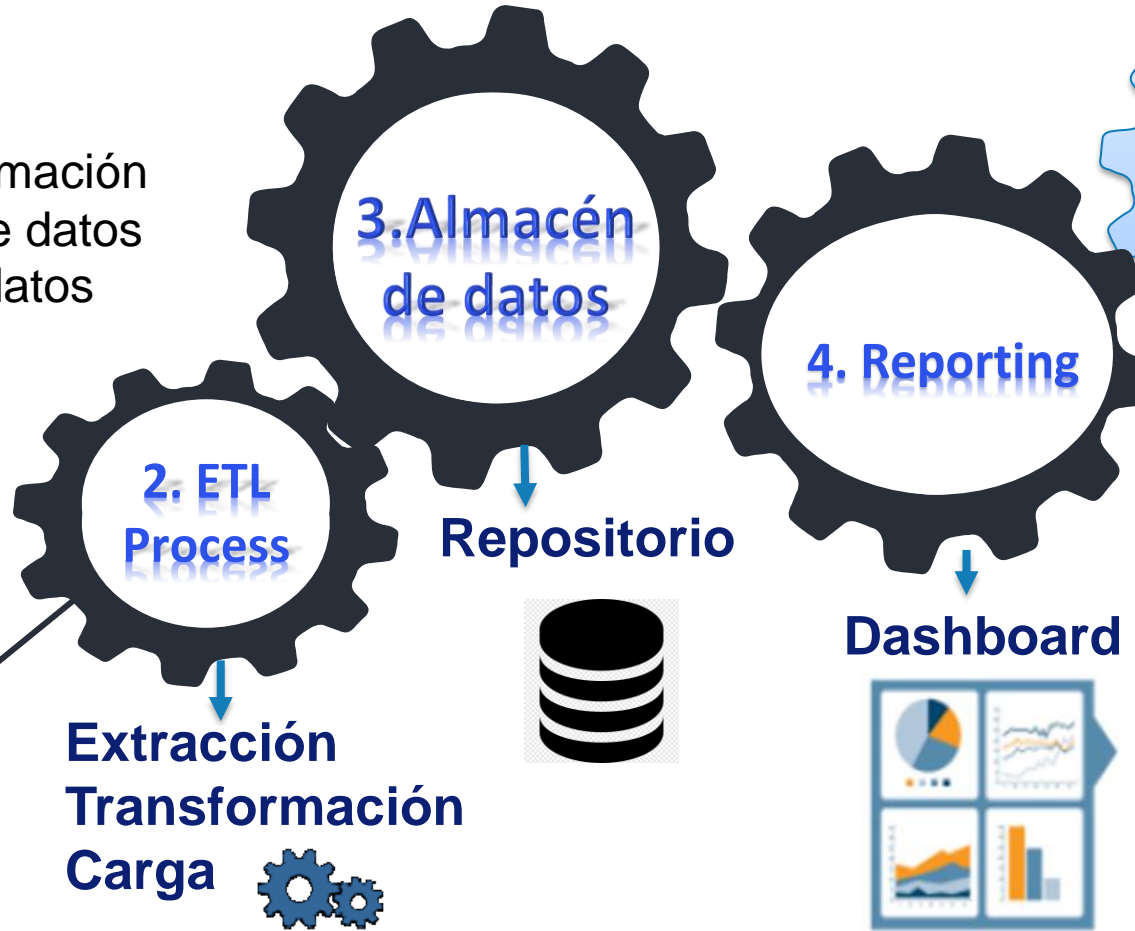 mación
e datos
latos
3.Almacén
de datos
4. Reporting
2. ETL
Process
Repositorio
Dashboard
Extracción
Transformación
Carga